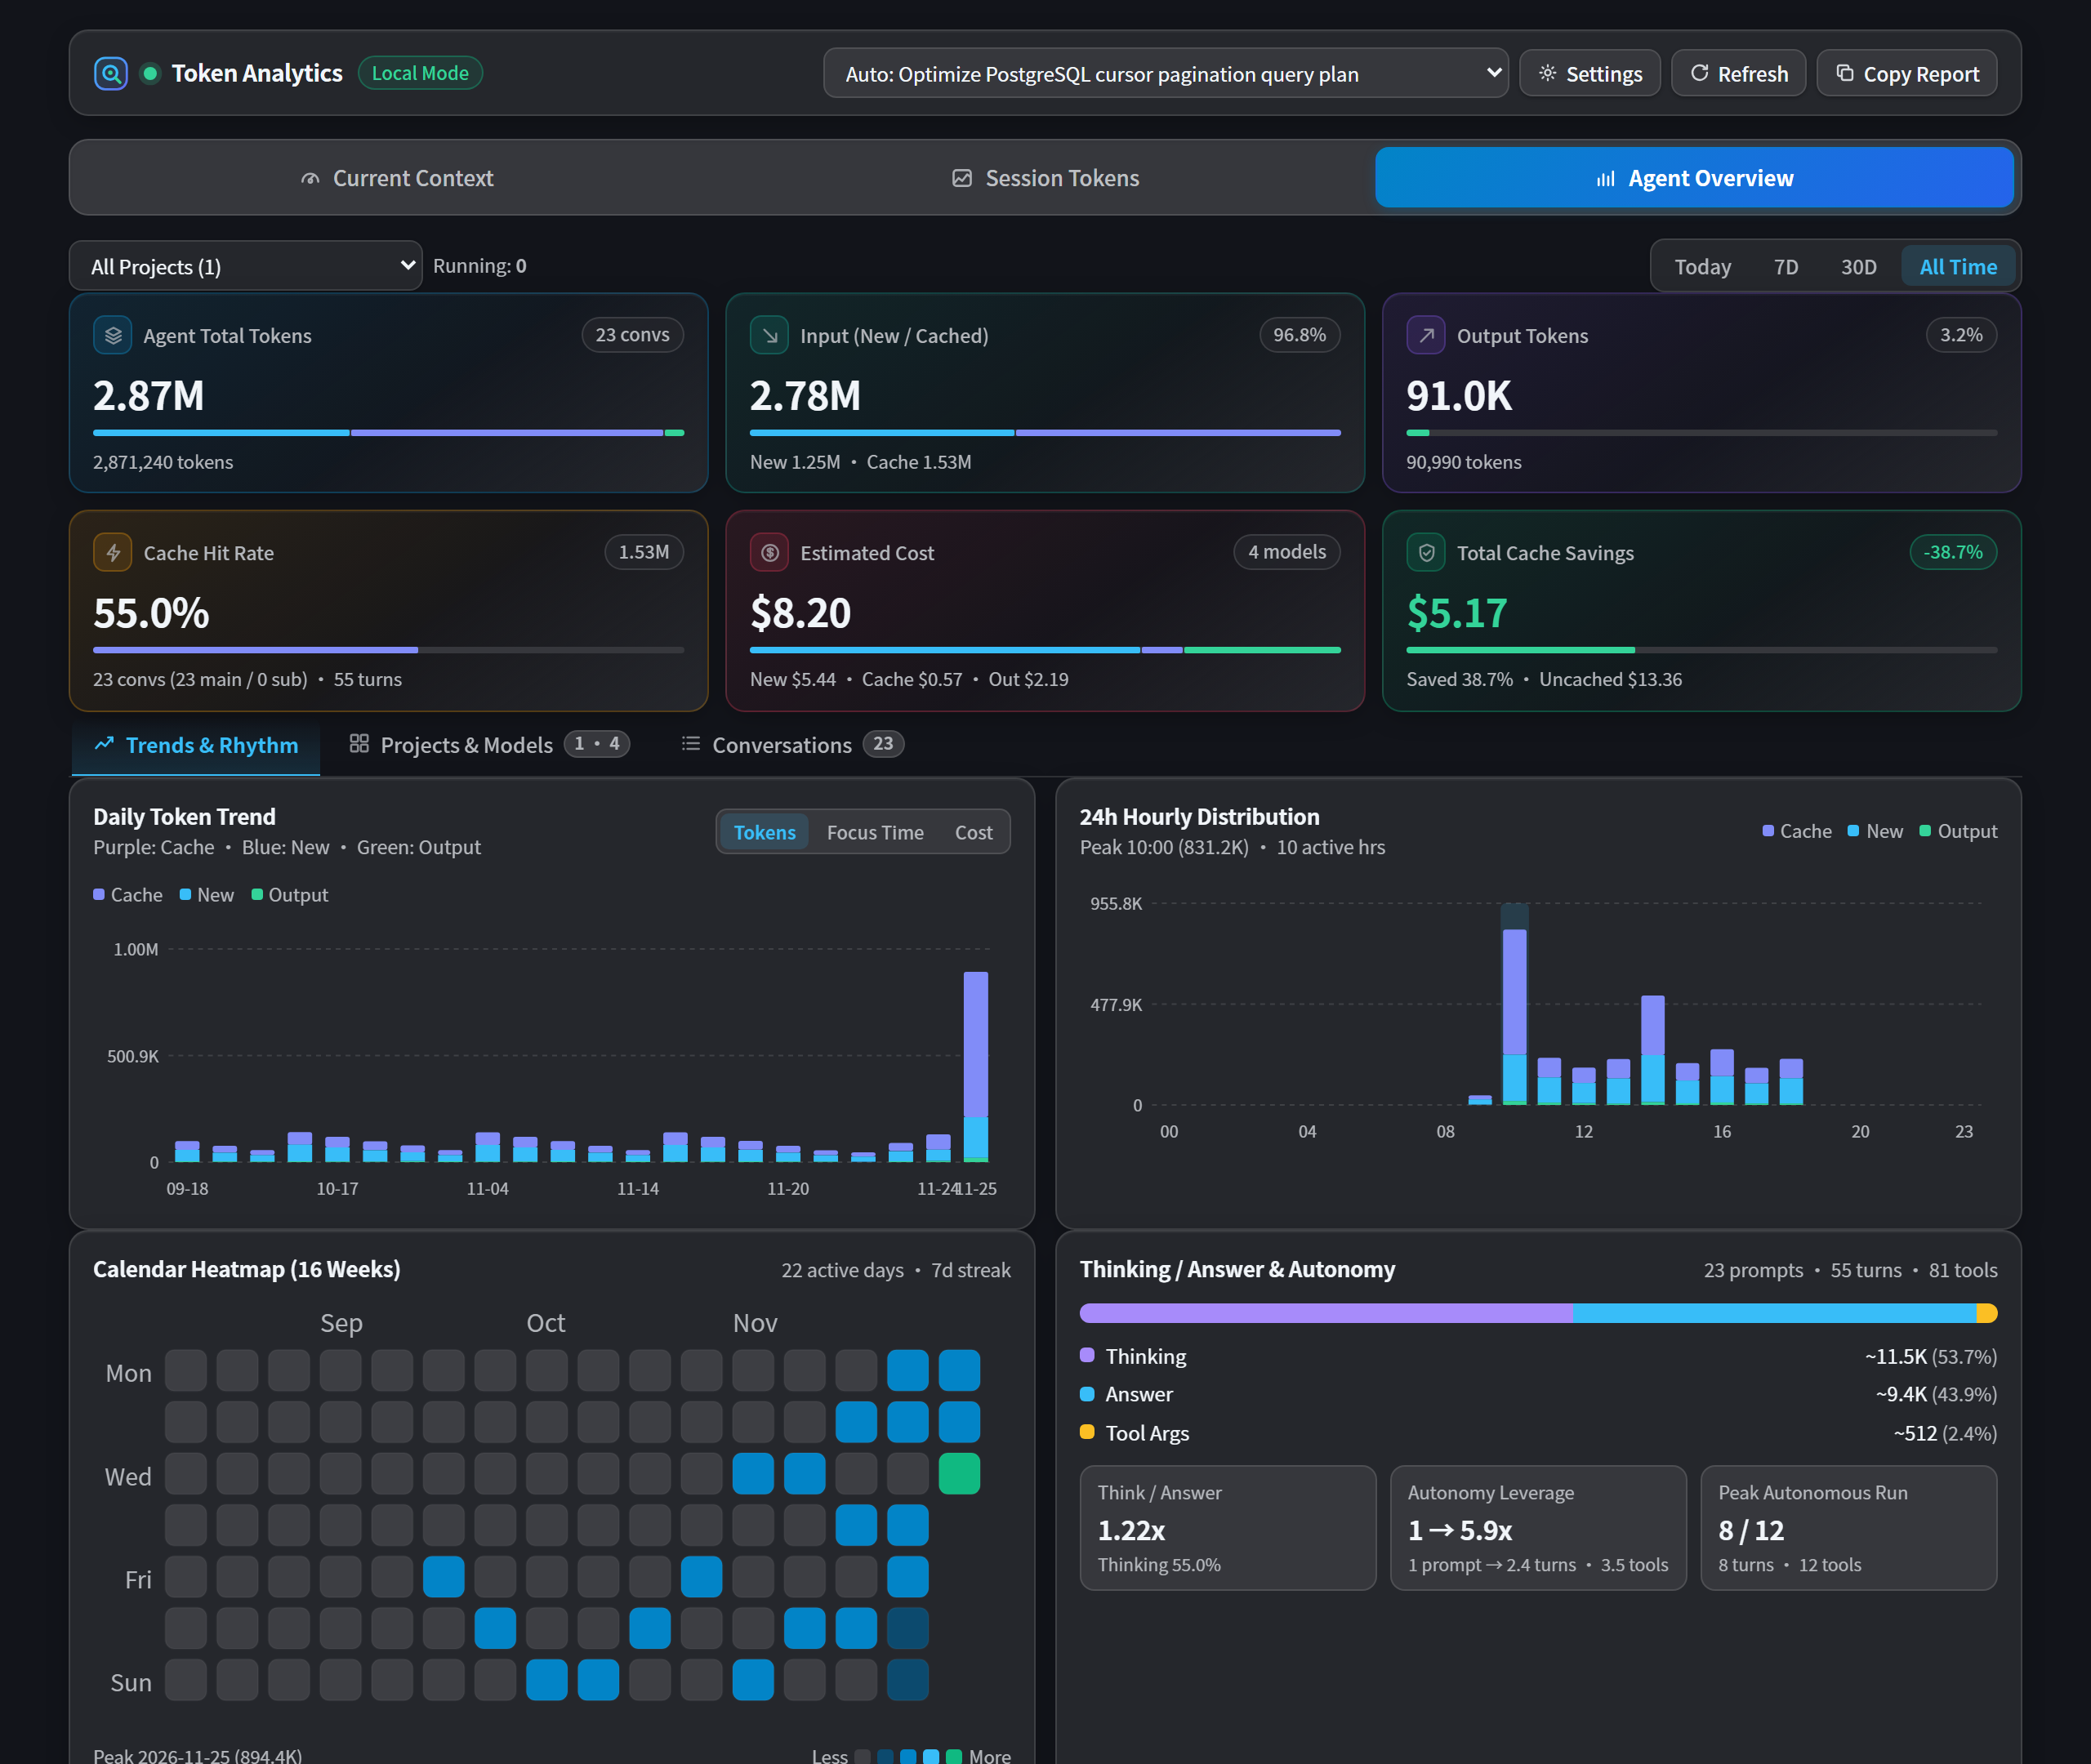 Token Analytics Local Mode Auto: Optimize PostgreSQL cursor pagination query plan Settings Refresh Copy Report
Current Context Session Tokens Agent Overview
All Projects (1) Running: 0 Today 7D 30D All Time
Agent Total Tokens 23 convs
2.87M
2,871,240 tokens
Input (New / Cached) 96.8%
2.78M
New 1.25M • Cache 1.53M
Output Tokens 3.2%
91.0K
90,990 tokens
Cache Hit Rate 1.53M
55.0%
23 convs (23 main / 0 sub) • 55 turns
Estimated Cost 4 models
$8.20
New $5.44 • Cache $0.57 • Out $2.19
Total Cache Savings -38.7%
$5.17
Saved 38.7% • Uncached $13.36
Trends & Rhythm Projects & Models 1 • 4 Conversations 23
Daily Token Trend
Purple: Cache • Blue: New • Green: Output
Tokens Focus Time Cost
Cache New Output
1.00M
500.9K
0
09-18 10-17 11-04 11-14 11-20 11-24 11-25
24h Hourly Distribution
Peak 10:00 (831.2K) • 10 active hrs
Cache New Output
955.8K
477.9K
0
00 04 08 12 16 20 23
Calendar Heatmap (16 Weeks) 22 active days • 7d streak
Sep Oct Nov
Mon
Wed
Fri
Sun
Peak 2026-11-25 (894.4K) Less More
Thinking / Answer & Autonomy 23 prompts • 55 turns • 81 tools
Thinking ~11.5K (53.7%)
Answer ~9.4K (43.9%)
Tool Args ~512 (2.4%)
Think / Answer
1.22x
Thinking 55.0%
Autonomy Leverage
1 → 5.9x
1 prompt → 2.4 turns • 3.5 tools
Peak Autonomous Run
8 / 12
8 turns • 12 tools